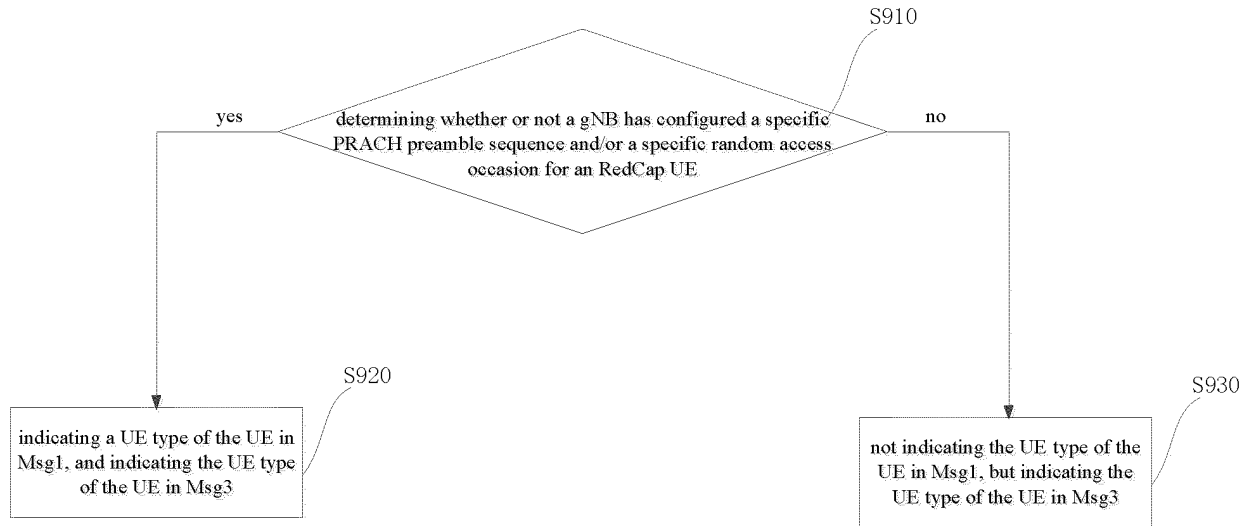 S910
determining whether or not a gNB has configured a specific
PRACH preamble sequence and/or a specific random access
occasion for an RedCap UE
yes
no
S920
indicating a UE type of the UE in
Msg1, and indicating the UE type
of the UE in Msg3
S930
not indicating the UE type of the
UE in Msg1, but indicating the
UE type of the UE in Msg3